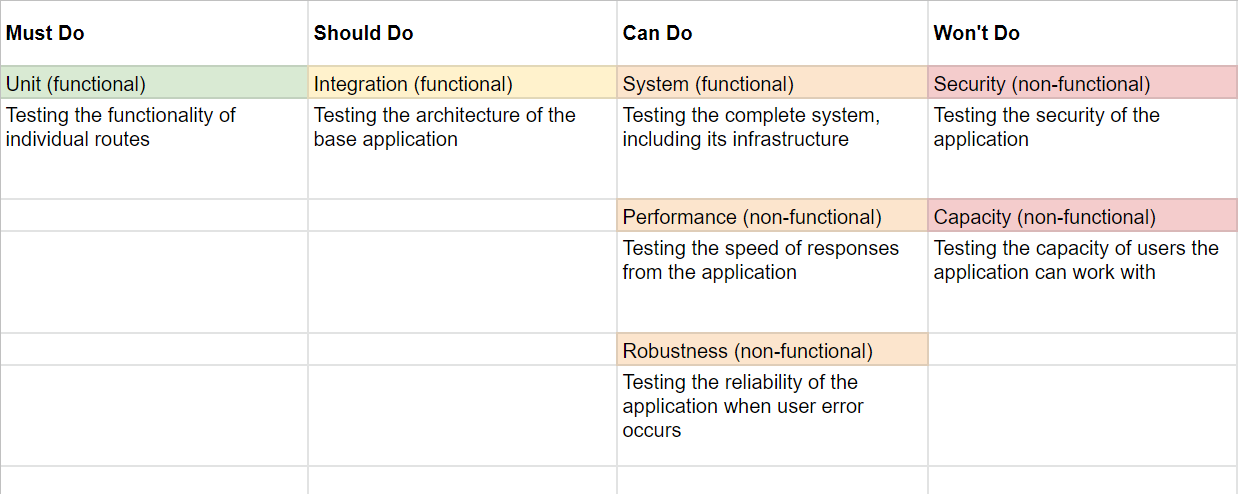 Must Do
Should Do
Can Do
Won't Do
Unit (functional)
Integration (functional)
System (functional)
Security (non-functional)
Testing the functionality of
individual routes
Testing the architecture of the
base application
Testing the complete system,
including its infrastructure
Testing the security of the
application
Performance (non-functional)
Capacity (non-functional)
Testing the speed of responses
from the application
Testing the capacity of users the
application can work with
Robustness (non-functional)
Testing the reliability of the
application when user error
occurs